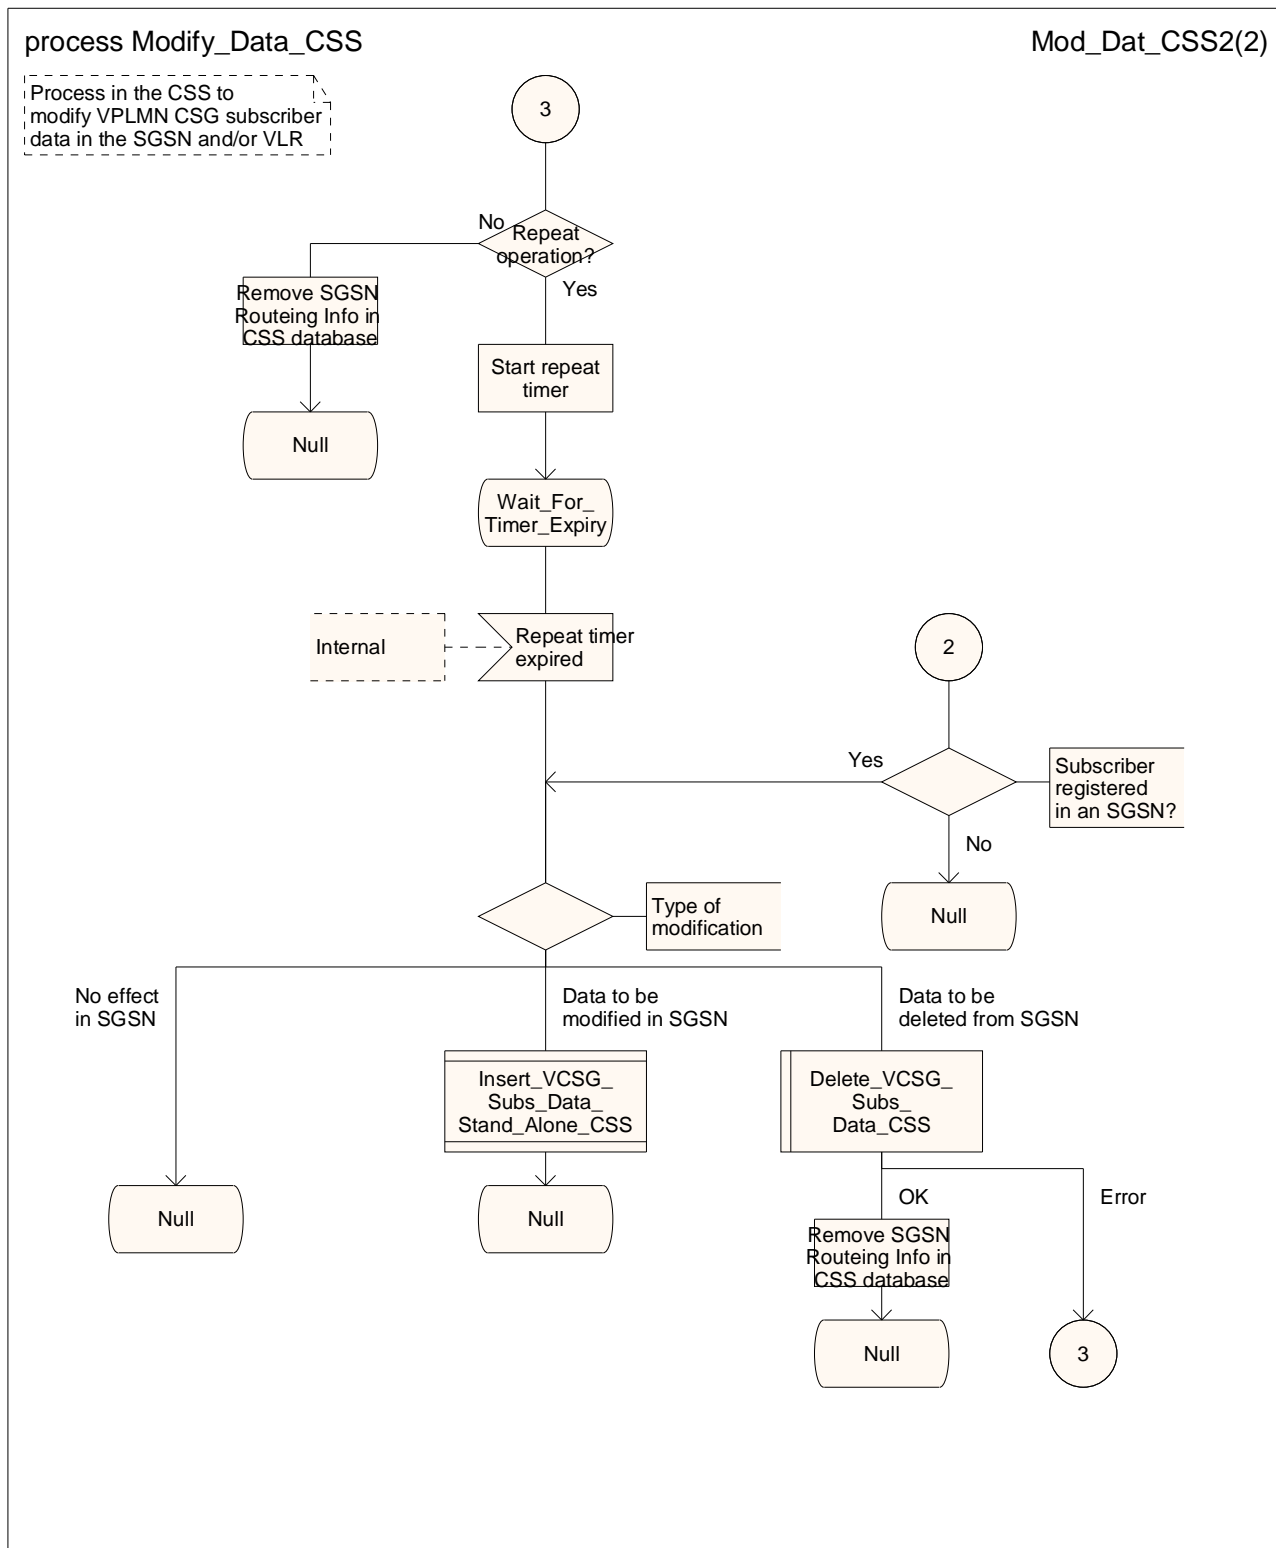 process Modify_Data_CSS
Mod_Dat_CSS2(2)
Process in the CSS to
modify VPLMN CSG subscriber
data in the SGSN and/or VLR
3
No
Repeat
operation?
Yes
Remove SGSN
Routeing Info in
CSS database
Start repeat
timer
Null
Wait_For_
Timer_Expiry
Internal
Repeat timer
expired
2
Yes
Subscriber
registered
in an SGSN?
No
Null
Type of
modification
No effect
in SGSN
Data to be
modified in SGSN
Data to be
deleted from SGSN
Insert_VCSG_
Subs_Data_
Stand_Alone_CSS
Delete_VCSG_
Subs_
Data_CSS
OK
Error
Null
Null
Remove SGSN
Routeing Info in
CSS database
Null
3